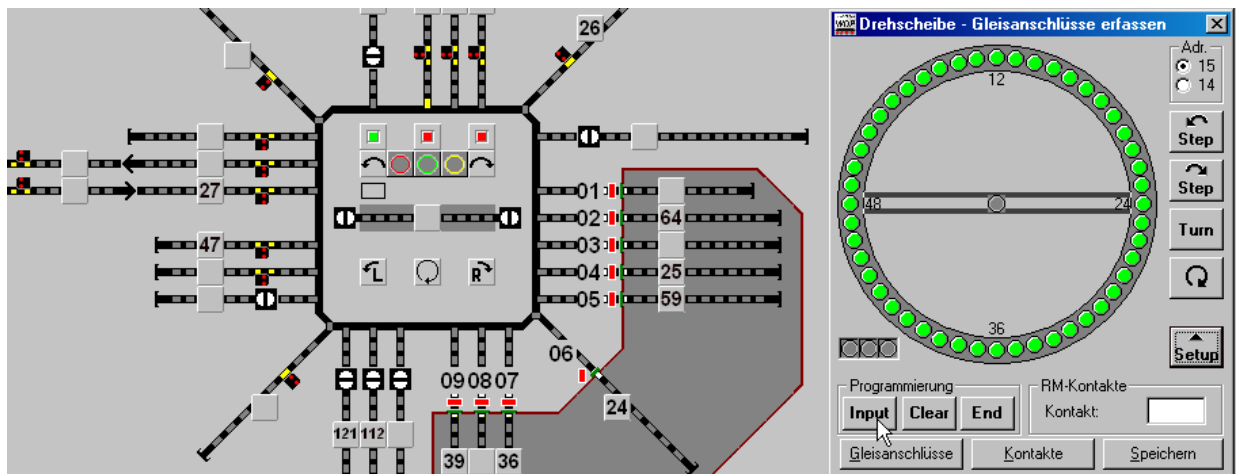 26
27
47
01
02 64
03
04 25
05 59
L R
06
09 08 07
24
121 112
39 36
Drehscheibe - Gleisanschlüsse erfassen
Adr.
15
14
12
Step
Step
48 24
Turn
36
Setup
Programmierung RM-Kontakte
Input Clear End Kontakt:
Gleisanschlüsse Kontakte Speichern